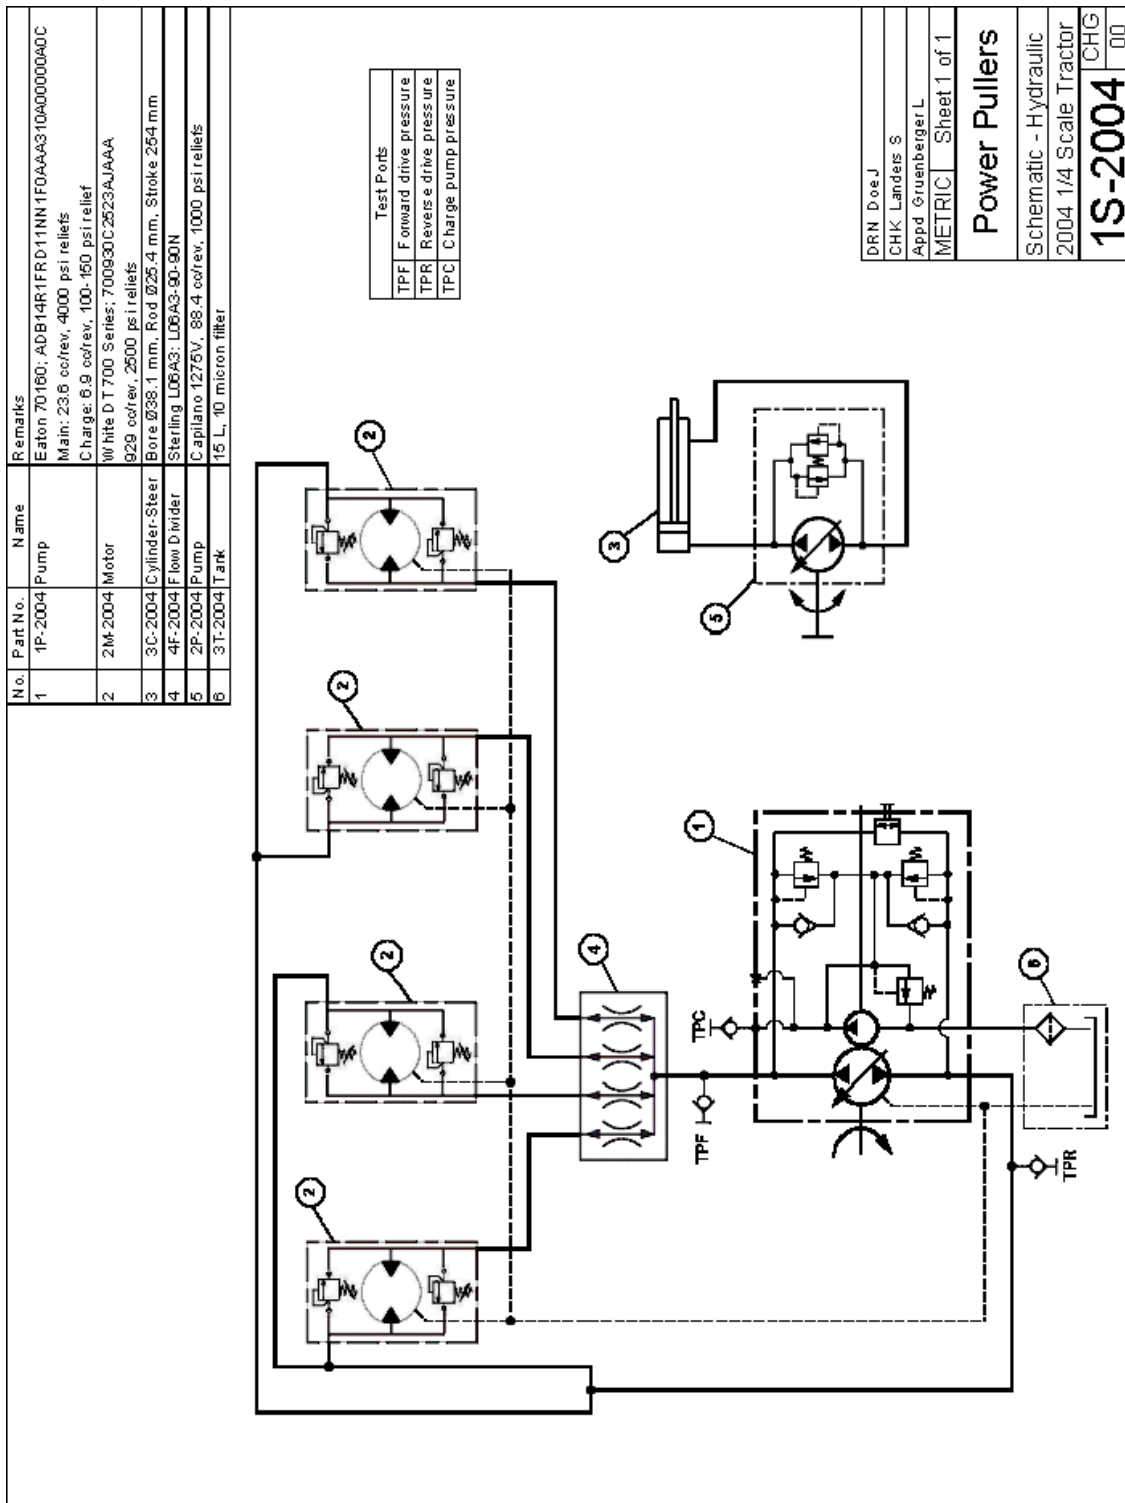 No. Part No. Name Remarks
1 1P-2004 Pump Eaton 70160; ADB14R1FRD11NN1F0AAA310A00000A0C
Main: 23.6 cc/rev, 4000 psi reliefs
Charge: 6.9 cc/rev, 100-150 psi relief
2 2M-2004 Motor White DT 700 Series; 700930C2523AJAAA
929 cc/rev, 2500 psi reliefs
3 3C-2004 Cylinder-Steer Bore Ø38.1 mm, Rod Ø25.4 mm, Stroke 254 mm
4 4F-2004 Flow Divider Sterling L06A3; L06A3-90-90N
5 2P-2004 Pump Capilano 1275V, 88.4 cc/rev, 1000 psi reliefs
6 3T-2004 Tank 15 L, 10 micron filter
Test Ports
TPF Forward drive pressure
TPR Reverse drive pressure
TPC Charge pump pressure
2
2
2
2
4
3
5
1
6
TPC
TPF
TPR
DRN Doe J
CHK Landers S
Appd Gruenberger L
METRIC Sheet 1 of 1
Power Pullers
Schematic - Hydraulic
2004 1/4 Scale Tractor
1S-2004 CHG
00